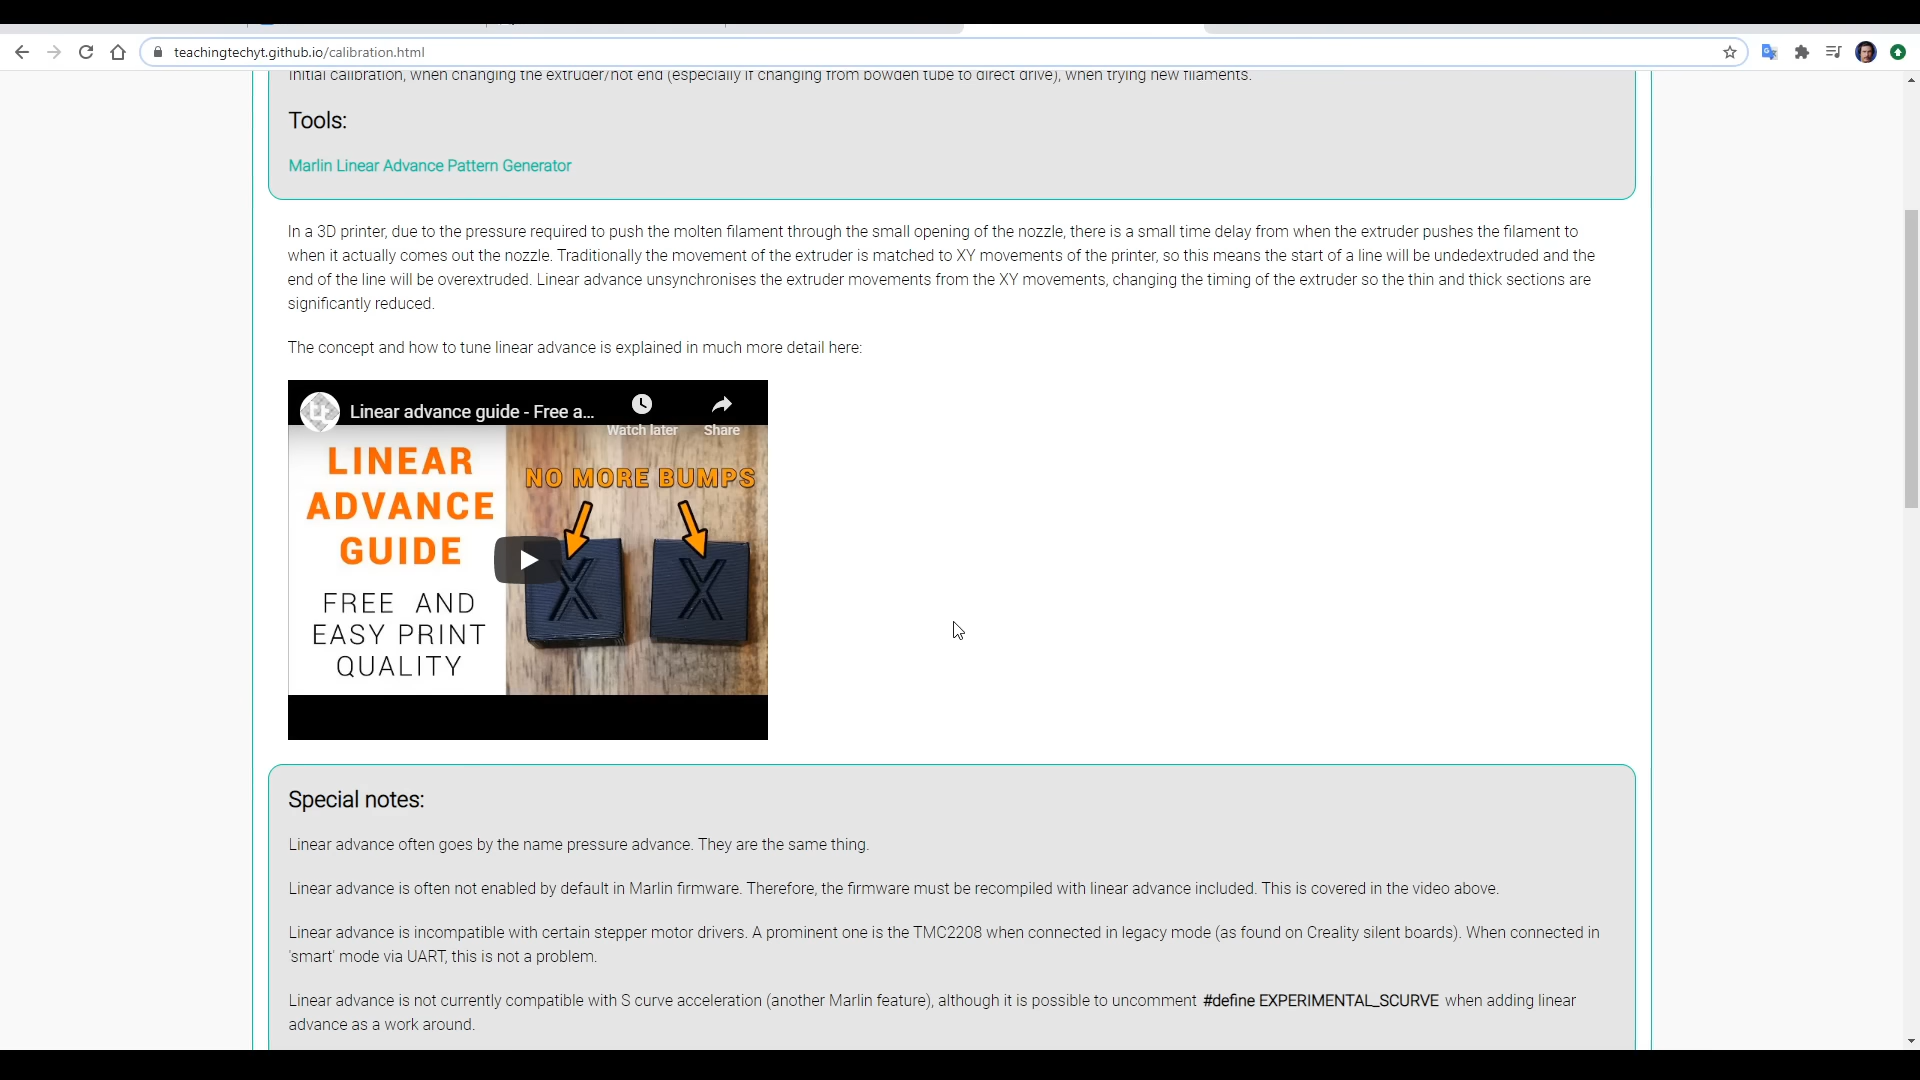 teachingtechyt.github.io/calibration.html
Initial calibration, when changing the extruder/hot end (especially if changing from bowden tube to direct drive), when trying new filaments.
Tools:
Marlin Linear Advance Pattern Generator
In a 3D printer, due to the pressure required to push the molten filament through the small opening of the nozzle, there is a small time delay from when the extruder pushes the filament to
when it actually comes out the nozzle. Traditionally the movement of the extruder is matched to XY movements of the printer, so this means the start of a line will be undedextruded and the
end of the line will be overextruded. Linear advance unsynchronises the extruder movements from the XY movements, changing the timing of the extruder so the thin and thick sections are
significantly reduced.
The concept and how to tune linear advance is explained in much more detail here:
Linear advance guide - Free a...
Watch later
Share
LINEAR
ADVANCE
GUIDE
FREE AND
EASY PRINT
QUALITY
NO MORE BUMPS
X X
Special notes:
Linear advance often goes by the name pressure advance. They are the same thing.
Linear advance is often not enabled by default in Marlin firmware. Therefore, the firmware must be recompiled with linear advance included. This is covered in the video above.
Linear advance is incompatible with certain stepper motor drivers. A prominent one is the TMC2208 when connected in legacy mode (as found on Creality silent boards). When connected in
'smart' mode via UART, this is not a problem.
Linear advance is not currently compatible with S curve acceleration (another Marlin feature), although it is possible to uncomment #define EXPERIMENTAL_SCURVE when adding linear
advance as a work around.